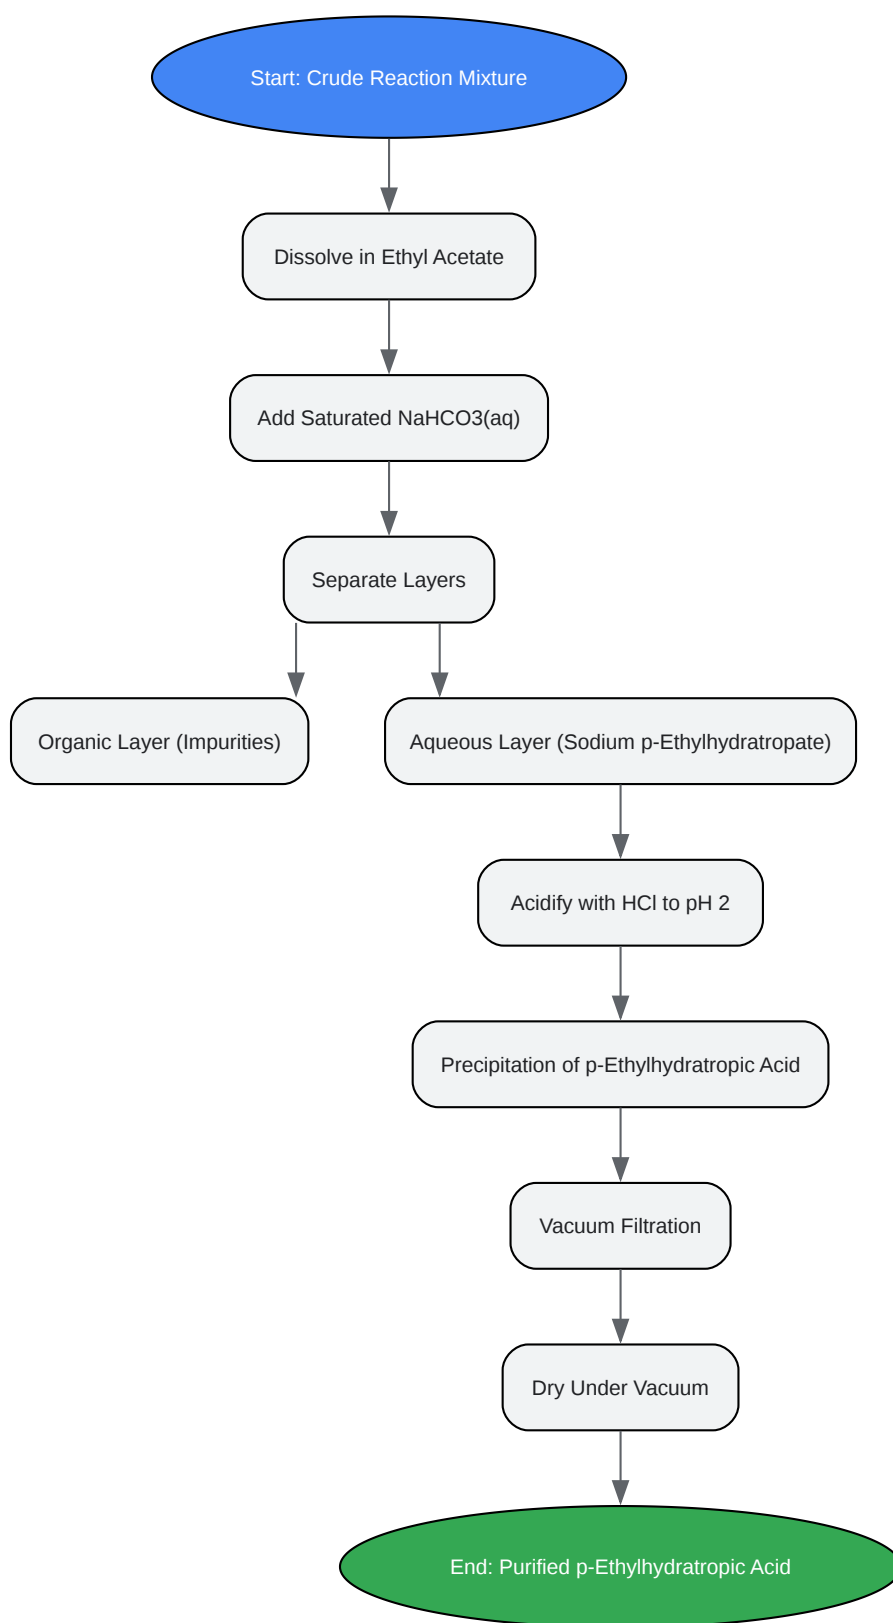 Start: Crude Reaction Mixture
Dissolve in Ethyl Acetate
Add Saturated NaHCO3(aq)
Separate Layers
Organic Layer (Impurities)
Aqueous Layer (Sodium p-Ethylhydratropate)
Acidify with HCl to pH 2
Precipitation of p-Ethylhydratropic Acid
Vacuum Filtration
Dry Under Vacuum
End: Purified p-Ethylhydratropic Acid